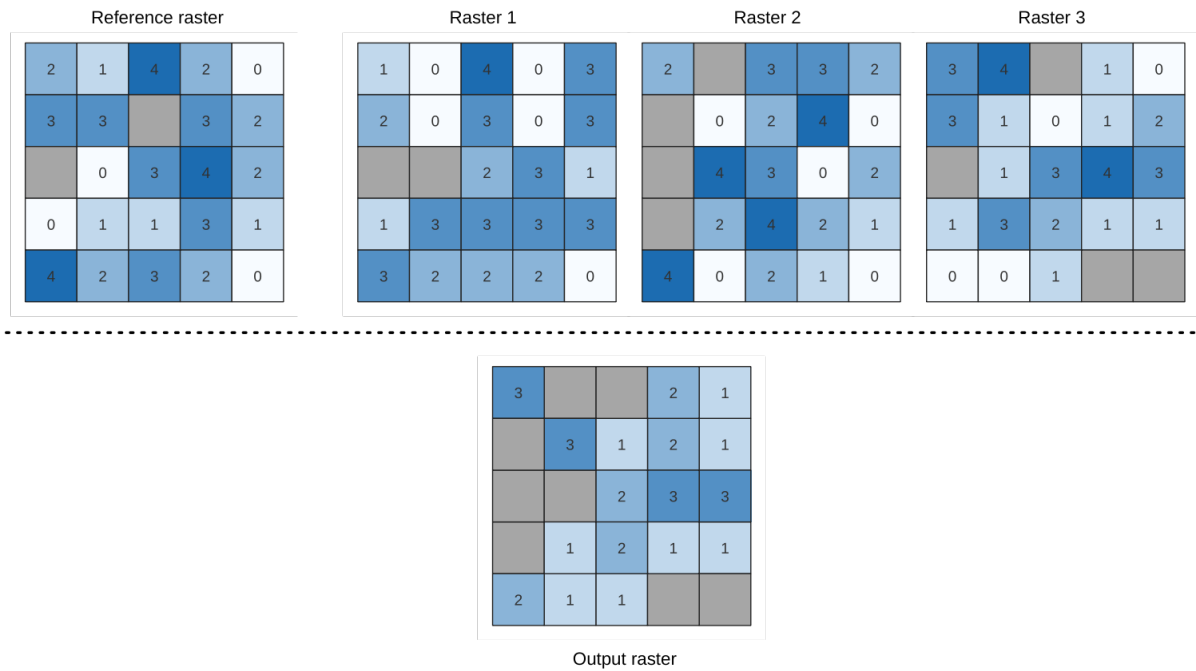 Reference raster Raster 1 Raster 2 Raster 3
2 1 4 2 0 1 0 4 0 3 2 3 3 2 3 4 1 0
3 3 3 2 2 0 3 0 3 0 2 4 0 3 1 0 1 2
0 3 4 2 2 3 1 4 3 0 2 1 3 4 3
0 1 1 3 1 1 3 3 3 3 2 4 2 1 1 3 2 1 1
4 2 3 2 0 3 2 2 2 0 4 0 2 1 0 0 0 1
3 2 1
3 1 2 1
2 3 3
1 2 1 1
2 1 1
Output raster